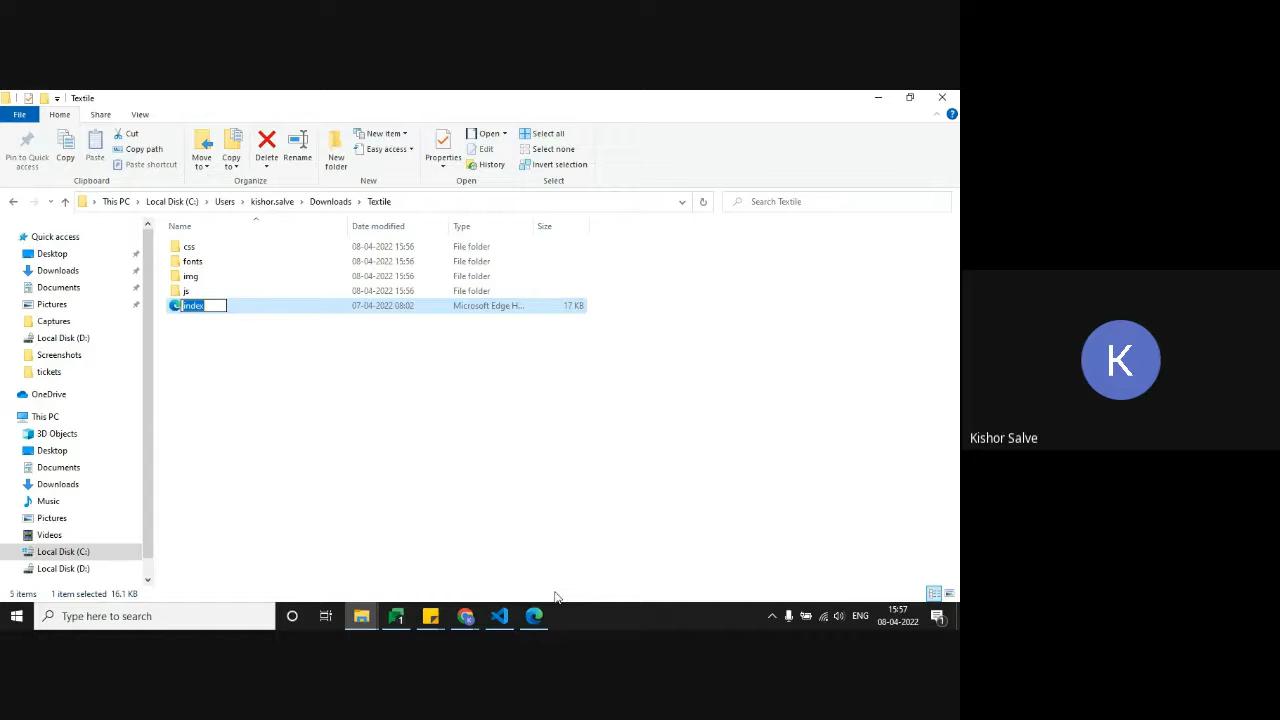 Textile
File Home Share View
Pin to Quick access
Copy
Paste
Cut
Copy path
Paste shortcut
Clipboard
Move to
Copy to
Delete
Rename
Organize
New folder
New item
Easy access
New
Properties
Open
Edit
History
Open
Select all
Select none
Invert selection
Select
This PC > Local Disk (C:) > Users > kishor.salve > Downloads > Textile
Search Textile
Quick access
Desktop
Downloads
Documents
Pictures
Captures
Local Disk (D:)
Screenshots
tickets
OneDrive
This PC
3D Objects
Desktop
Documents
Downloads
Music
Pictures
Videos
Local Disk (C:)
Local Disk (D:)
Name Date modified Type Size
css 08-04-2022 15:56 File folder
fonts 08-04-2022 15:56 File folder
img 08-04-2022 15:56 File folder
js 08-04-2022 15:56 File folder
index 07-04-2022 08:02 Microsoft Edge H... 17 KB
5 items 1 item selected 16.1 KB
Type here to search
1
ENG
15:57
08-04-2022
1
K
Kishor Salve